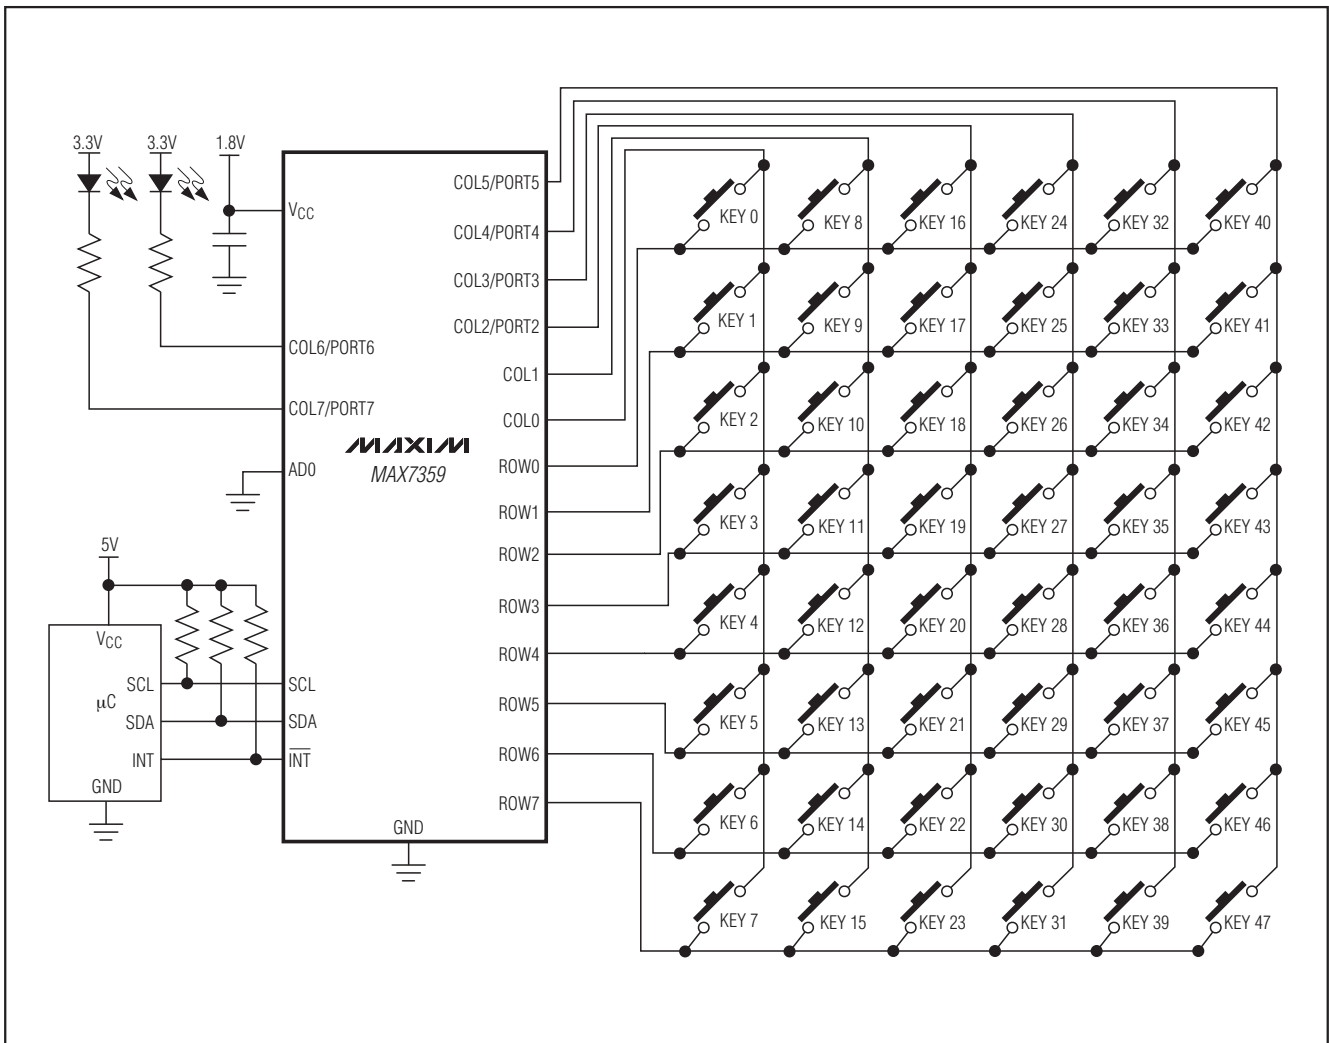 3.3V 3.3V 1.8V
VCC
COL6/PORT6
COL7/PORT7
AD0
COL5/PORT5
COL4/PORT4
COL3/PORT3
COL2/PORT2
COL1
COL0
ROW0
ROW1
ROW2
ROW3
ROW4
ROW5
ROW6
ROW7
MAXIM
MAX7359
SCL
SDA
INT
GND
5V
VCC
SCL
µC
SDA
INT
GND
KEY 0 KEY 8 KEY 16 KEY 24 KEY 32 KEY 40
KEY 1 KEY 9 KEY 17 KEY 25 KEY 33 KEY 41
KEY 2 KEY 10 KEY 18 KEY 26 KEY 34 KEY 42
KEY 3 KEY 11 KEY 19 KEY 27 KEY 35 KEY 43
KEY 4 KEY 12 KEY 20 KEY 28 KEY 36 KEY 44
KEY 5 KEY 13 KEY 21 KEY 29 KEY 37 KEY 45
KEY 6 KEY 14 KEY 22 KEY 30 KEY 38 KEY 46
KEY 7 KEY 15 KEY 23 KEY 31 KEY 39 KEY 47